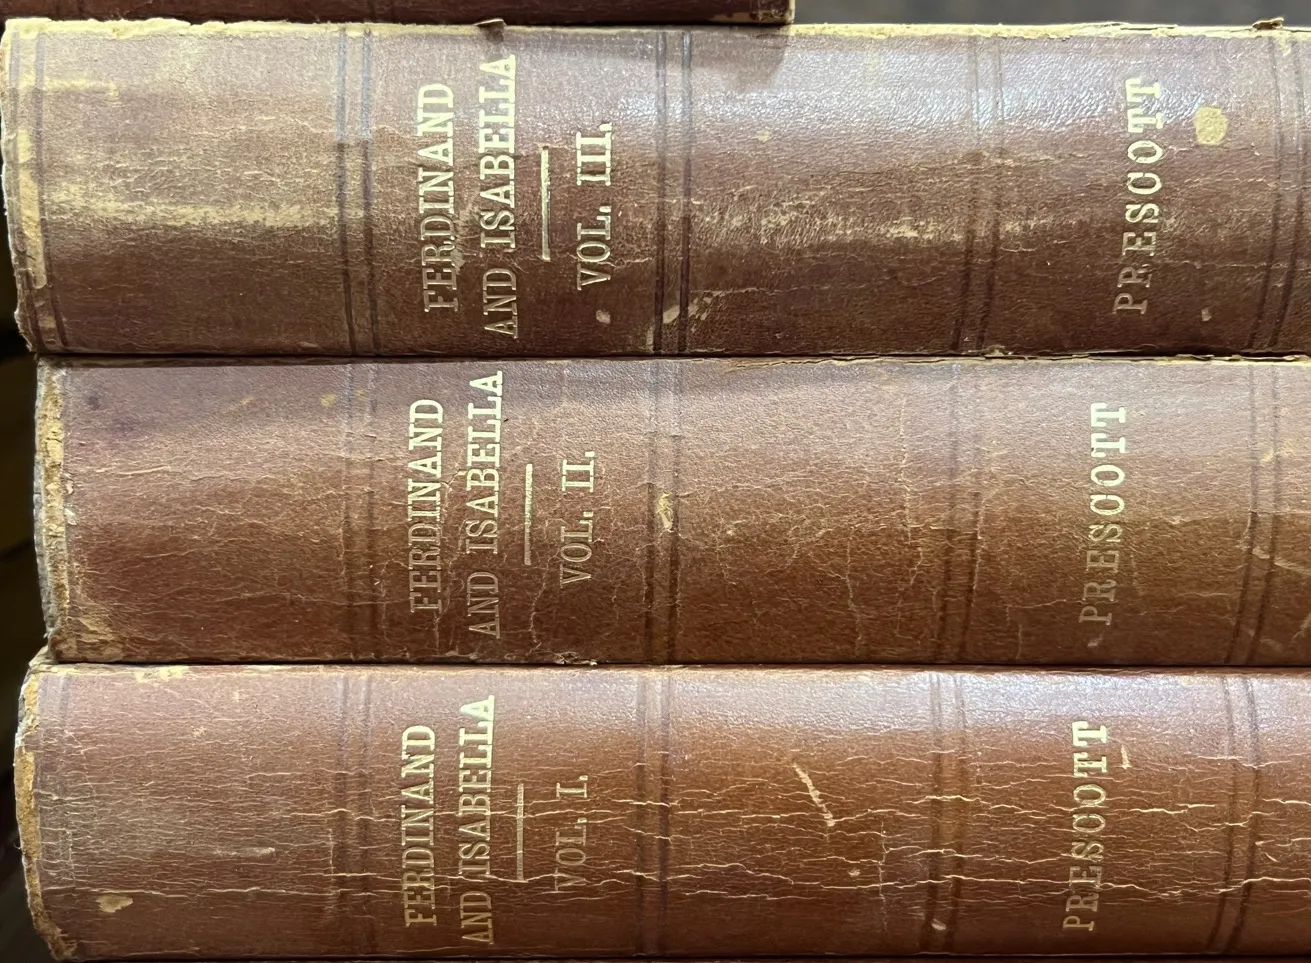 FERDINAND
AND ISABELLA
VOL. III.
PRESCOTT
FERDINAND
AND ISABELLA
VOL. II.
PRESCOTT
FERDINAND
AND ISABELLA
VOL. I.
PRESCOTT